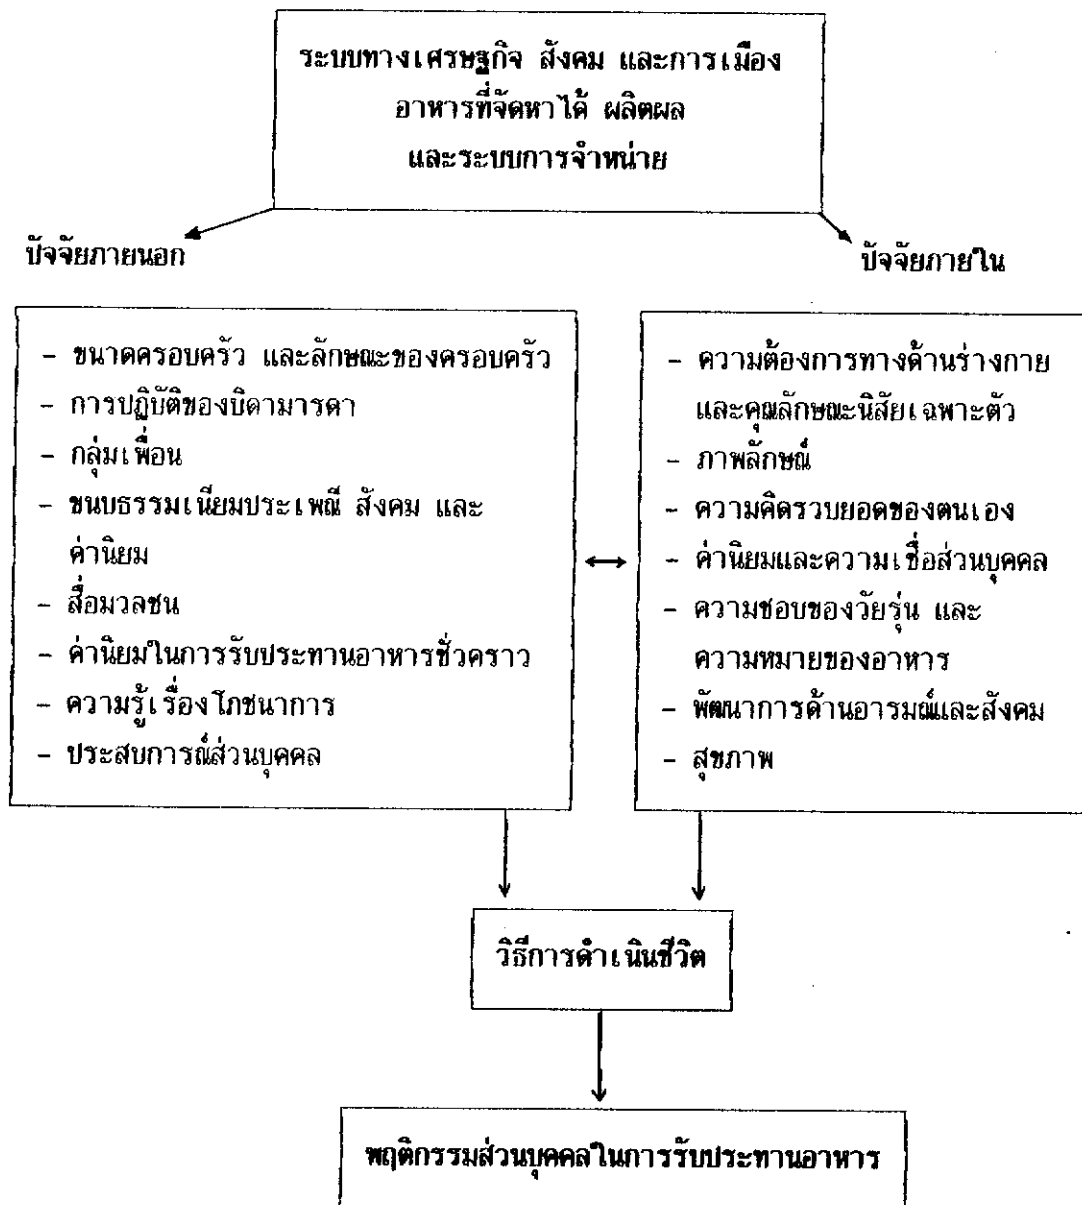 ระบบทางเศรษฐกิจ สังคม และการเมือง
อาหารที่จัดหาได้ ผลิตผล
และระบบการจำหน่าย
ปัจจัยภายนอก
ปัจจัยภายใน
- ขนาดครอบครัว และลักษณะของครอบครัว
- การปฏิบัติของบิดามารดา
- กลุ่มเพื่อน
- ขนบธรรมเนียมประเพณี สังคม และ
ค่านิยม
- สื่อมวลชน
- ค่านิยมในการรับประทานอาหารชั่วคราว
- ความรู้เรื่องโภชนาการ
- ประสบการณ์ส่วนบุคคล
- ความต้องการทางด้านร่างกาย
และคุณลักษณะนิสัยเฉพาะตัว
- ภาพลักษณ์
- ความคิดรวบยอดของตนเอง
- ค่านิยมและความเชื่อส่วนบุคคล
- ความชอบของวัยรุ่น และ
ความหมายของอาหาร
- พัฒนาการด้านอารมณ์และสังคม
- สุขภาพ
วิธีการดำเนินชีวิต
พฤติกรรมส่วนบุคคลในการรับประทานอาหาร